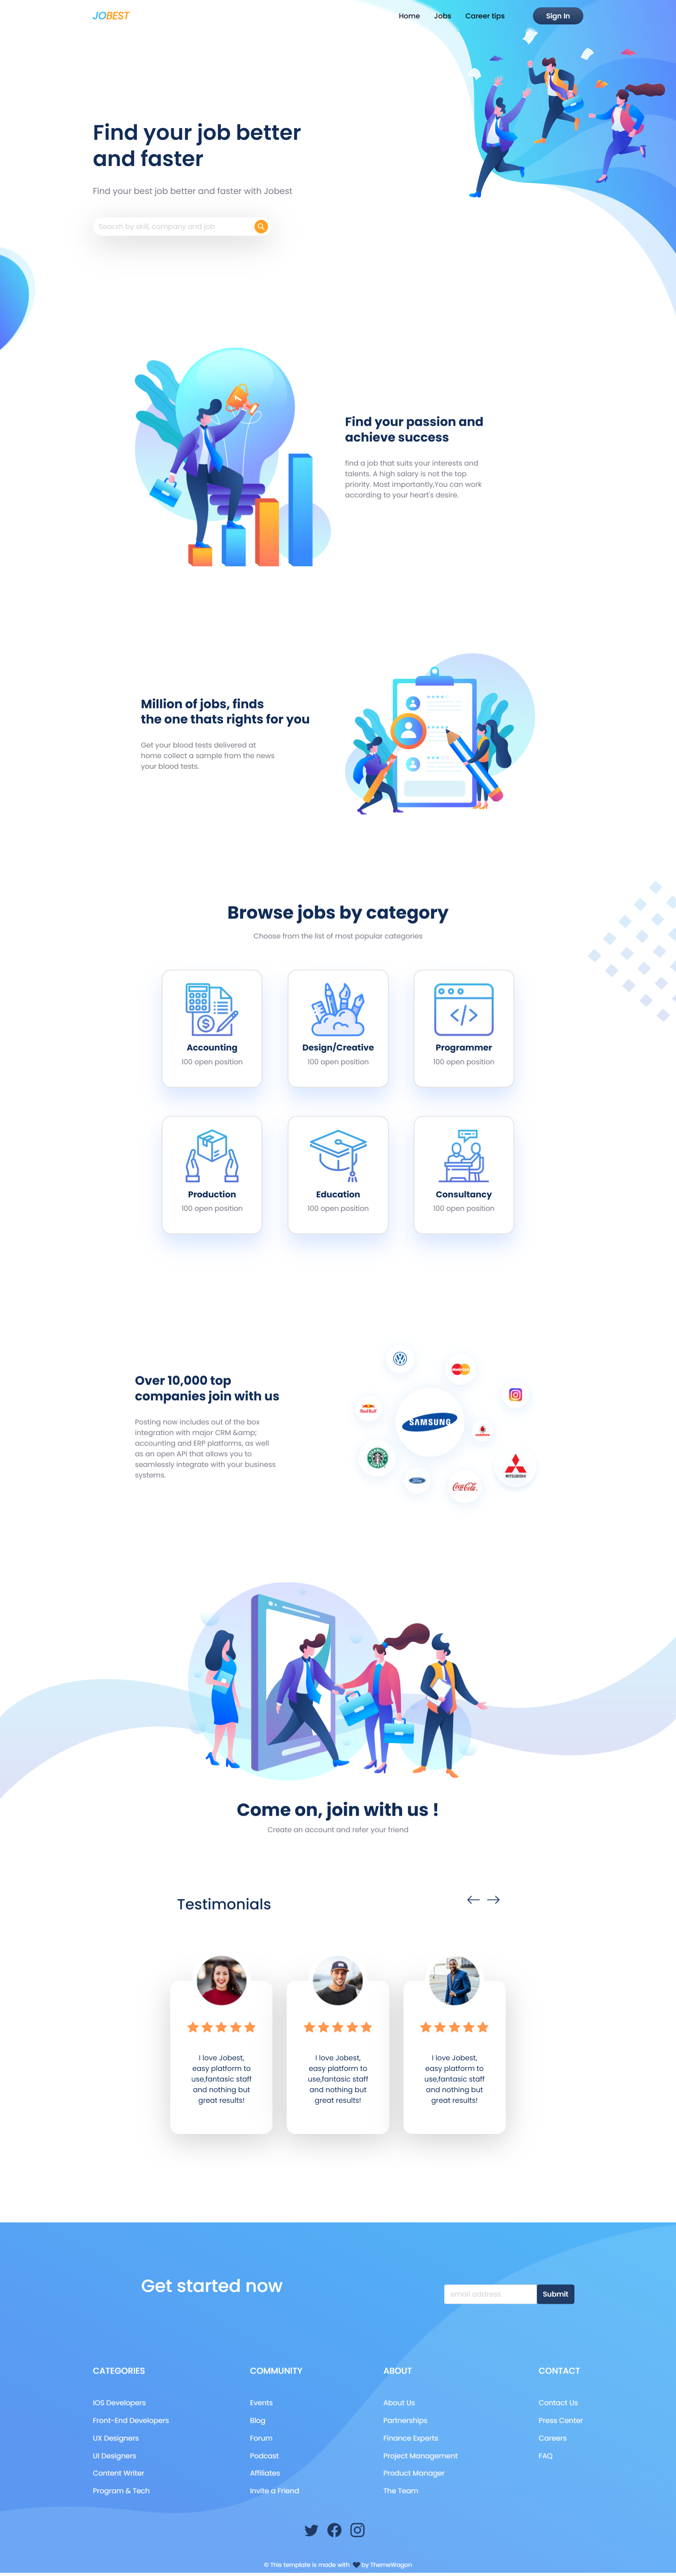 JOBEST
Home Jobs Career tips Sign In
Find your job better
and faster
Find your best job better and faster with Jobest
Seacrh by skill, company and job
Find your passion and
achieve success
find a job that suits your interests and
talents. A high salary is not the top
priority. Most importantly,You can work
according to your heart's desire.
Million of jobs, finds
the one thats rights for you
Get your blood tests delivered at
home collect a sample from the news
your blood tests.
Browse jobs by category
Choose from the list of most popular categories
Accounting
100 open position
Design/Creative
100 open position
Programmer
100 open position
Production
100 open position
Education
100 open position
Consultancy
100 open position
Over 10,000 top
companies join with us
Posting now includes out of the box
integration with major CRM &amp;
accounting and ERP platforms, as well
as an open API that allows you to
seamlessly integrate with your business
systems.
MasterCard
Red Bull
SAMSUNG
vodafone
MITSUBISHI
Ford
Coca-Cola
Come on, join with us !
Create an account and refer your friend
Testimonials
I love Jobest,
easy platform to
use,fantasic staff
and nothing but
great results!
I love Jobest,
easy platform to
use,fantasic staff
and nothing but
great results!
I love Jobest,
easy platform to
use,fantasic staff
and nothing but
great results!
Get started now
email address Submit
CATEGORIES
IOS Developers
Front-End Developers
UX Designers
UI Designers
Content Writer
Program & Tech
COMMUNITY
Events
Blog
Forum
Podcast
Affiliates
Invite a Friend
ABOUT
About Us
Partnerships
Finance Experts
Project Management
Product Manager
The Team
CONTACT
Contact Us
Press Center
Careers
FAQ
© This template is made with by ThemeWagon